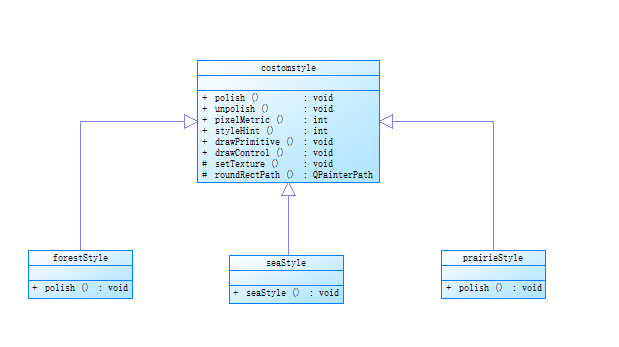 costomstyle
+ polish () : void
+ unpolish () : void
+ pixelMetric () : int
+ styleHint () : int
+ drawPrimitive () : void
+ drawControl () : void
# setTexture () : void
# roundRectPath () : QPainterPath
forestStyle
+ polish () : void
seaStyle
+ seaStyle () : void
prairieStyle
+ polish () : void